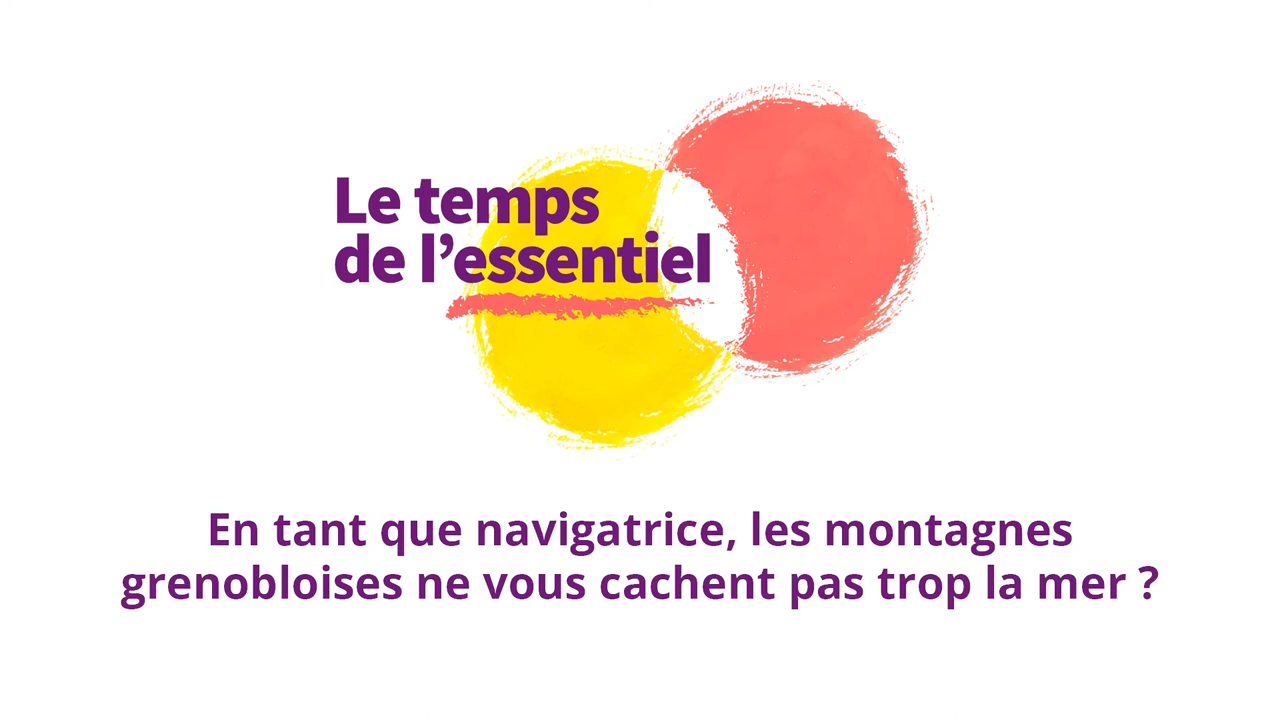 Le temps
de l’essentiel
En tant que navigatrice, les montagnes
grenobloises ne vous cachent pas trop la mer ?